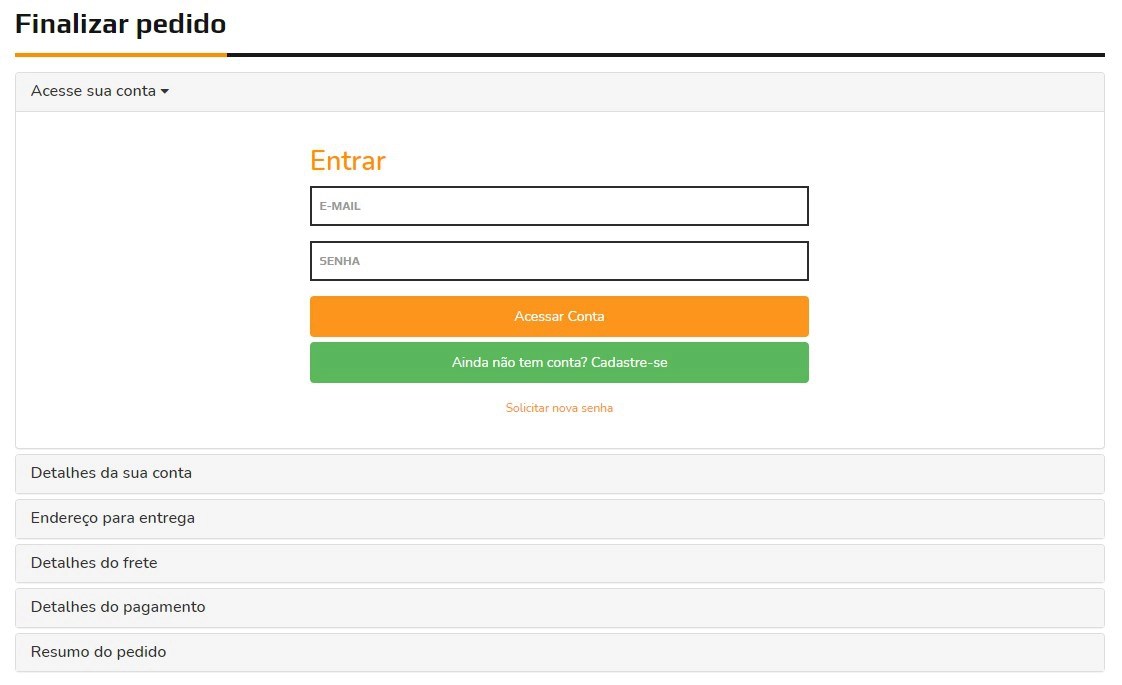 Finalizar pedido
Acesse sua conta
Entrar
E-MAIL
SENHA
Acessar Conta
Ainda não tem conta? Cadastre-se
Solicitar nova senha
Detalhes da sua conta
Endereço para entrega
Detalhes do frete
Detalhes do pagamento
Resumo do pedido